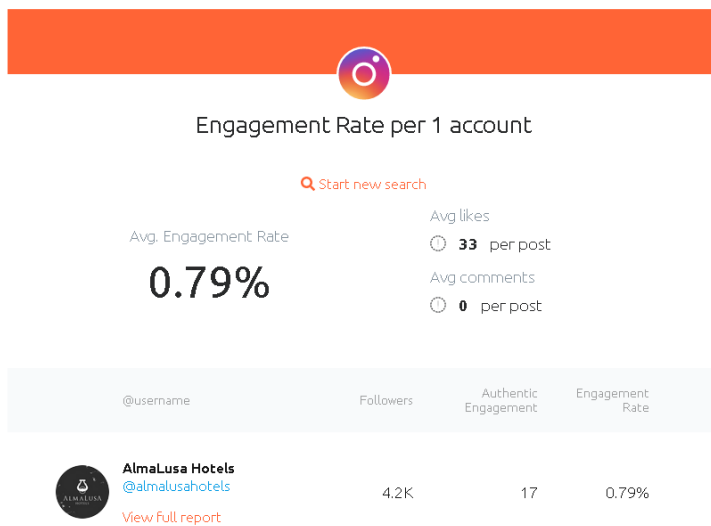 Engagement Rate per 1 account
Start new search
Avg. Engagement Rate
0.79%
Avg likes
33 per post
Avg comments
0 per post
@username Followers Authentic Engagement Engagement Rate
AlmaLusa Hotels
@almalusahotels
4.2K 17 0.79%
View full report
ALMALUSA
HOTELS